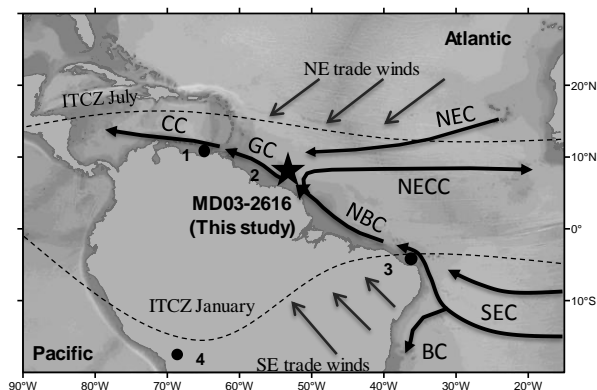 Atlantic
NE trade winds
20°N
ITCZ July
CC
NEC
GC
10°N
1
2
NECC
MD03-2616
(This study)
NBC
0°
3
ITCZ January
SEC
10°S
Pacific
4
SE trade winds
BC
90°W 80°W 70°W 60°W 50°W 40°W 30°W 20°W